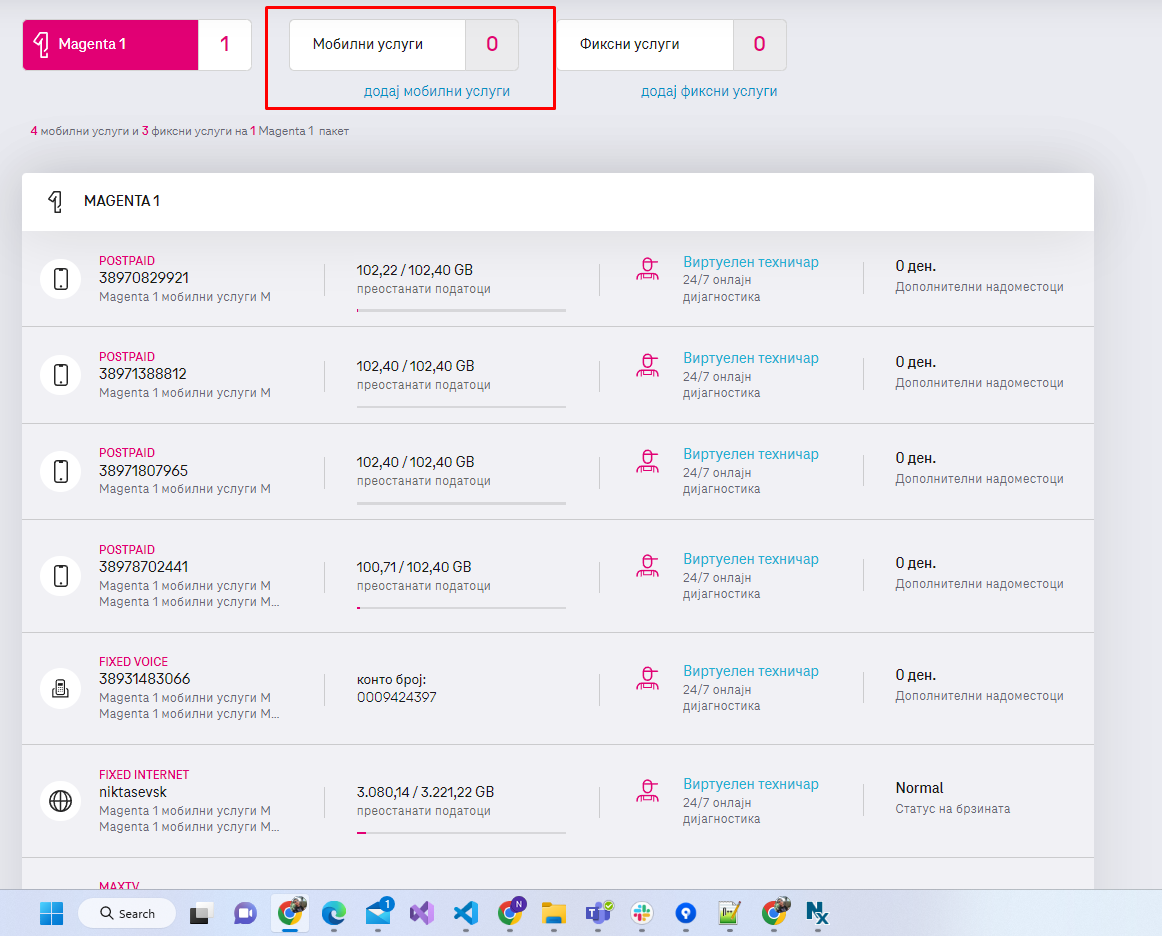 Magenta 1
1
Мобилни услуги
0
Фиксни услуги
0
додај мобилни услуги
додај фиксни услуги
4 мобилни услуги и 3 фиксни услуги на 1 Magenta 1 пакет
MAGENTA 1
POSTPAID
38970829921
Magenta 1 мобилни услуги M
102,22 / 102,40 GB
преостанати податоци
Виртуелен техничар
24/7 онлајн
дијагностика
0 ден.
Дополнителни надоместоци
POSTPAID
38971388812
Magenta 1 мобилни услуги M
102,40 / 102,40 GB
преостанати податоци
Виртуелен техничар
24/7 онлајн
дијагностика
0 ден.
Дополнителни надоместоци
POSTPAID
38971807965
Magenta 1 мобилни услуги M
102,40 / 102,40 GB
преостанати податоци
Виртуелен техничар
24/7 онлајн
дијагностика
0 ден.
Дополнителни надоместоци
POSTPAID
38978702441
Magenta 1 мобилни услуги M
Magenta 1 мобилни услуги M...
100,71 / 102,40 GB
преостанати податоци
Виртуелен техничар
24/7 онлајн
дијагностика
0 ден.
Дополнителни надоместоци
FIXED VOICE
38931483066
Magenta 1 мобилни услуги M
Magenta 1 мобилни услуги M...
конто број:
0009424397
Виртуелен техничар
24/7 онлајн
дијагностика
0 ден.
Дополнителни надоместоци
FIXED INTERNET
niktasevsk
Magenta 1 мобилни услуги M
Magenta 1 мобилни услуги M...
3.080,14 / 3.221,22 GB
преостанати податоци
Виртуелен техничар
24/7 онлајн
дијагностика
Normal
Статус на брзината
MAXTV
Search
1
N